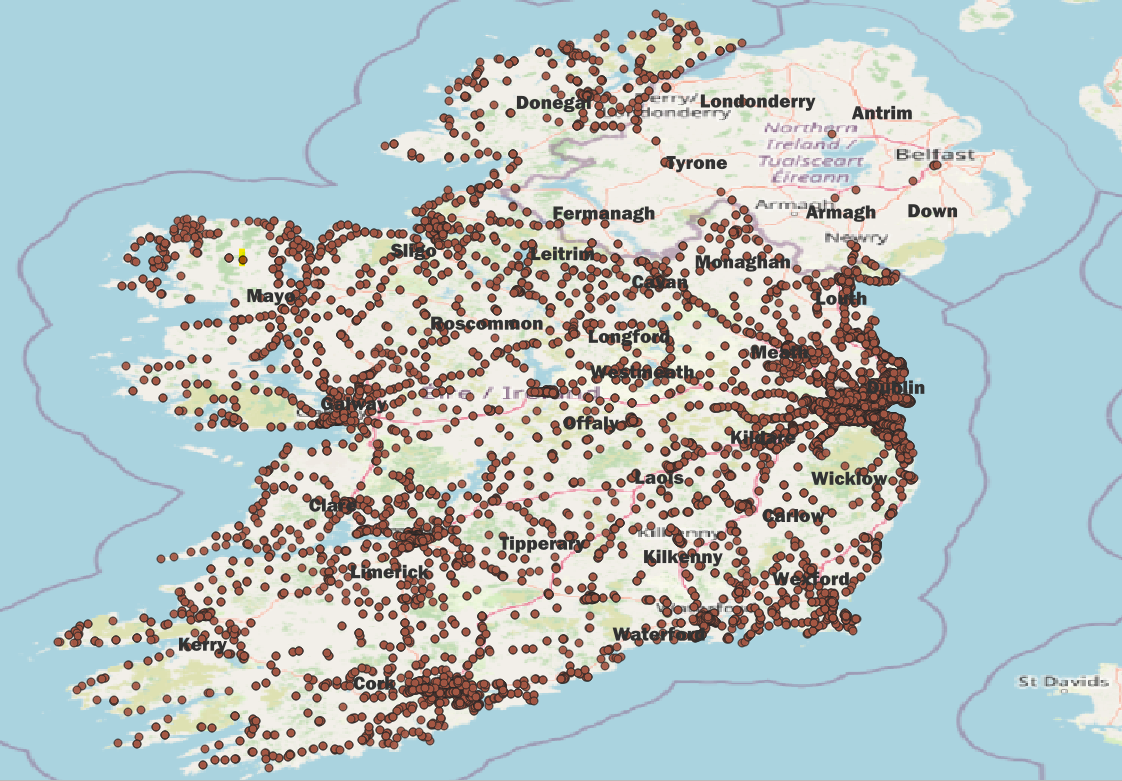 Donegal
Londonderry
Londonderry
Antrim
Northern
Ireland /
Tuaisceart
Éireann
Belfast
Tyrone
Armagh
Fermanagh
Armagh
Down
Newry
Sligo
Leitrim
Monaghan
Cavan
Mayo
Louth
Roscommon
Longford
Meath
Westmeath
Dublin
Éire / Ireland
Galway
Offaly
Kildare
Laois
Wicklow
Clare
Carlow
Kilkenny
Tipperary
Kilkenny
Limerick
Wexford
Waterford
Kerry
Cork
St Davids